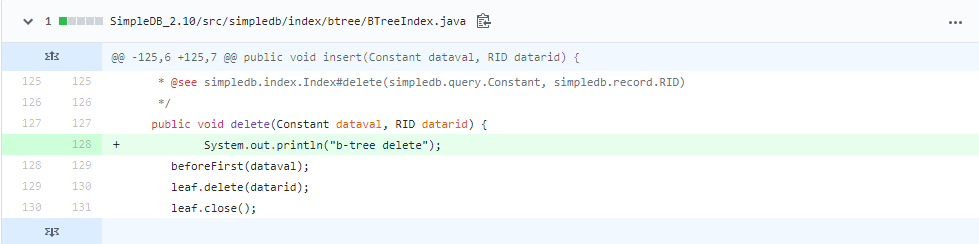 1 SimpleDB_2.10/src/simpledb/index/btree/BTreeIndex.java ...
@@ -125,6 +125,7 @@ public void insert(Constant dataval, RID datarid) {
125 125 * @see simpledb.index.Index#delete(simpledb.query.Constant, simpledb.record.RID)
126 126 */
127 127 public void delete(Constant dataval, RID datarid) {
128 + System.out.println("b-tree delete");
128 129 beforeFirst(dataval);
129 130 leaf.delete(datarid);
130 131 leaf.close();